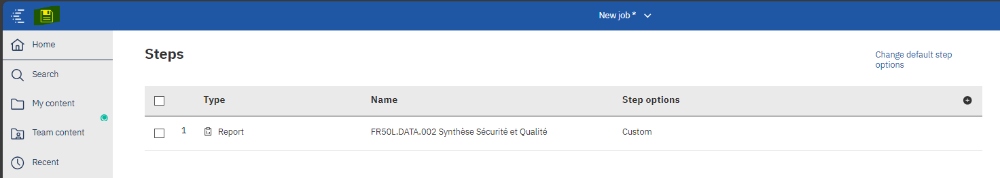 New job *
Home
Search
My content
Team content
Recent
Steps
Change default step
options
Type Name Step options
1 Report FR50L.DATA.002 Synthèse Sécurité et Qualité Custom